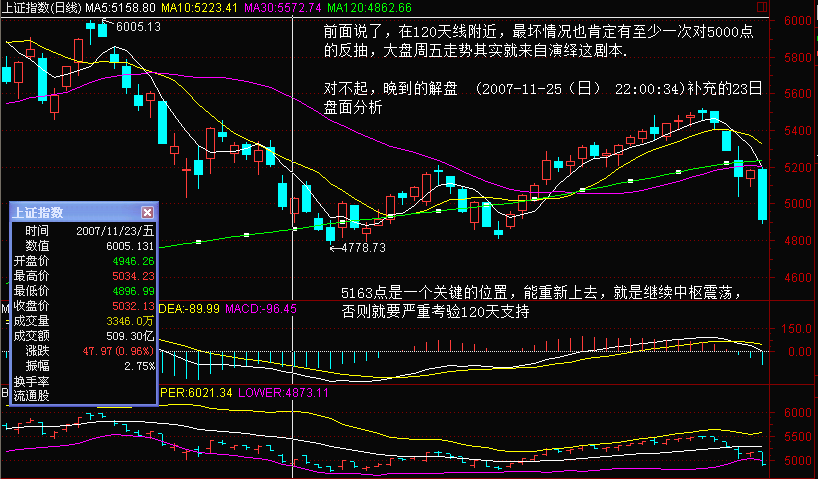 上证指数(日线) MA5:5158.80 MA10:5223.41 MA30:5572.74 MA120:4862.66
6005.13
前面说了，在120天线附近，最坏情况也肯定有至少一次对5000点
的反抽，大盘周五走势其实就来自演绎这剧本.
对不起，晚到的解盘 （2007-11-25（日） 22:00:34)补充的23日
盘面分析
6000
5800
5600
5400
5200
5000
4800
4600
上证指数
时间 2007/11/23/五
数值 6005.131
开盘价 4946.26
最高价 5034.23
最低价 4896.99
收盘价 5032.13
成交量 3346.0万
成交额 509.30亿
涨跌 47.97(0.96%)
振幅 2.75%
换手率
流通股
4778.73
5163点是一个关键的位置，能重新上去，就是继续中枢震荡，
否则就要严重考验120天支持
DEA:-89.99 MACD:-96.45
150.0
0.00
PER:6021.34 LOWER:4873.11
6000
5500
5000